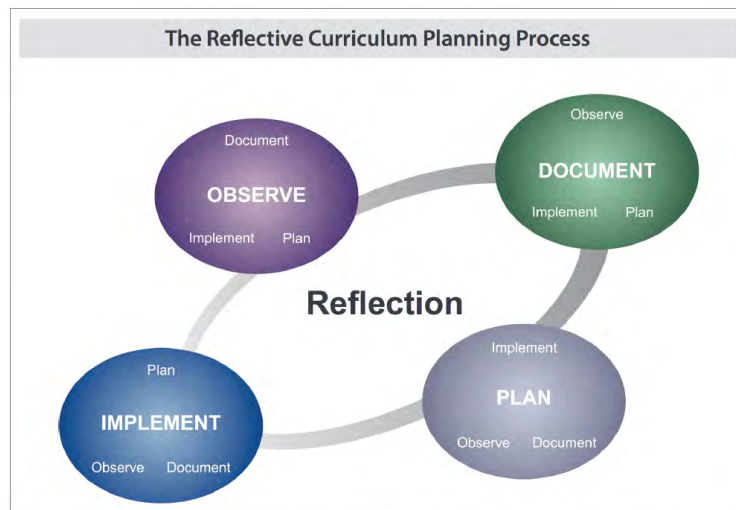 The Reflective Curriculum Planning Process
Document
OBSERVE
Implement Plan
Observe
DOCUMENT
Implement Plan
Reflection
Plan
IMPLEMENT
Observe Document
Implement
PLAN
Observe Document